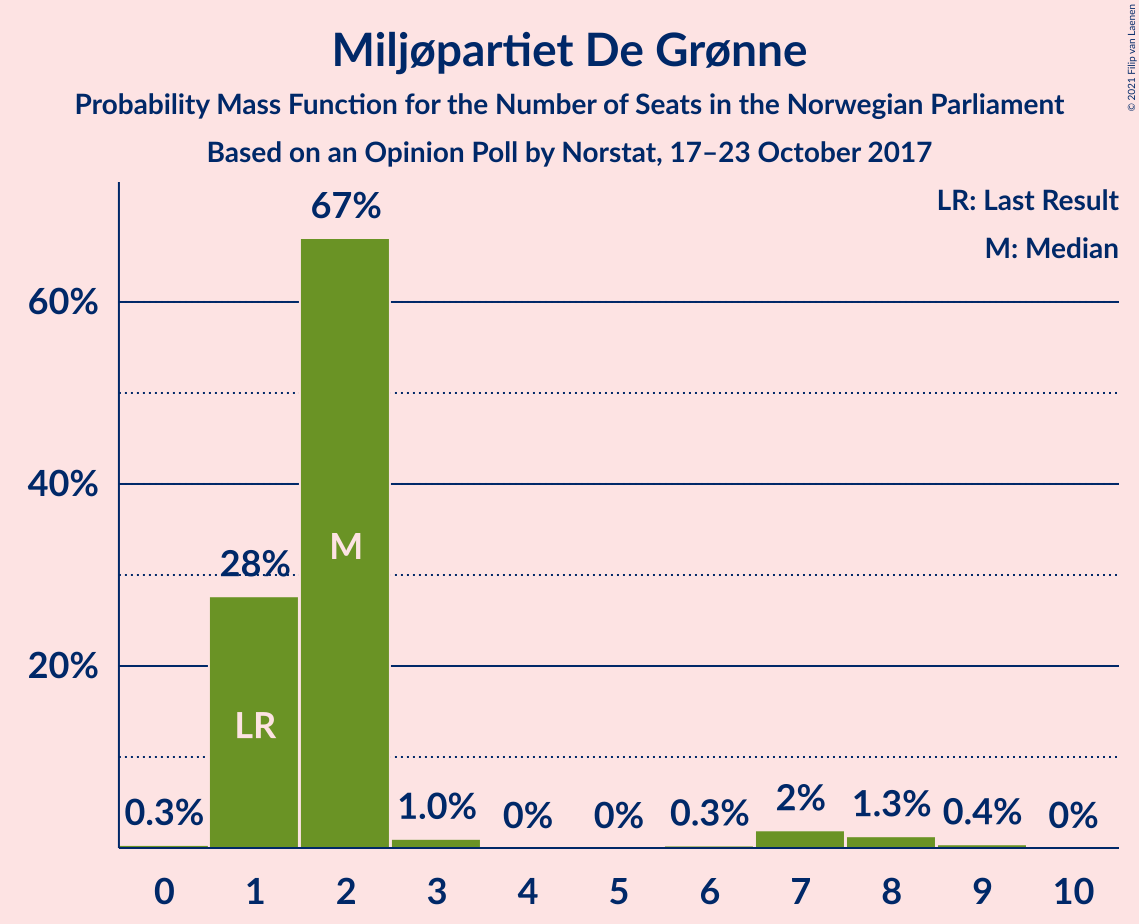 Miljøpartiet De Grønne
Probability Mass Function for the Number of Seats in the Norwegian Parliament
Based on an Opinion Poll by Norstat, 17–23 October 2017
© 2021 Filip van Laenen
LR: Last Result
M: Median
60%
40%
20%
0.3%
28%
67%
1.0%
0%
0%
0.3%
2%
1.3%
0.4%
0%
LR
M
0 1 2 3 4 5 6 7 8 9 10